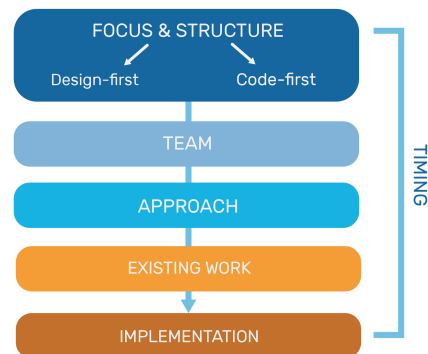 FOCUS & STRUCTURE
Design-first
Code-first
TEAM
APPROACH
EXISTING WORK
IMPLEMENTATION
TIMING